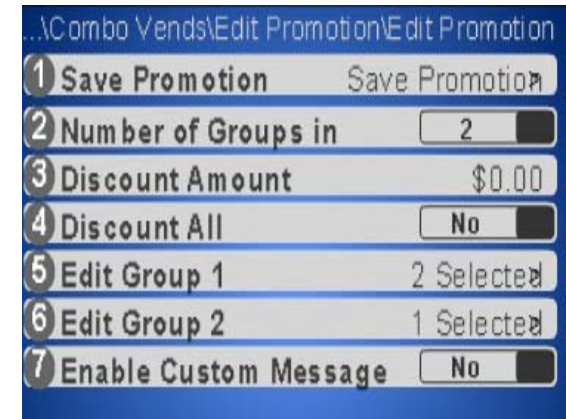 ...\Combo Vends\Edit Promotion\Edit Promotion
1 Save Promotion Save Promotion
2 Number of Groups in 2
3 Discount Amount $0.00
4 Discount All No
5 Edit Group 1 2 Selected
6 Edit Group 2 1 Selected
7 Enable Custom Message No